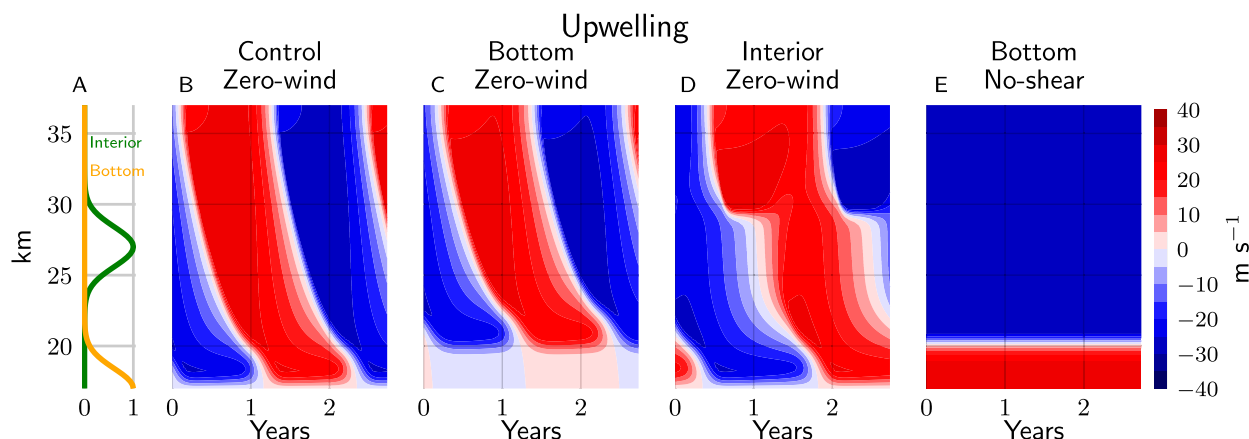 Upwelling
Control
Zero-wind
Bottom
Zero-wind
Interior
Zero-wind
Bottom
No-shear
A
B
C
D
E
Interior
Bottom
35
30
25
20
km
0 1
0 1 2
Years
0 1 2
Years
0 1 2
Years
0 1 2
Years
40
30
20
10
0
−10
−20
−30
−40
m s⁻¹